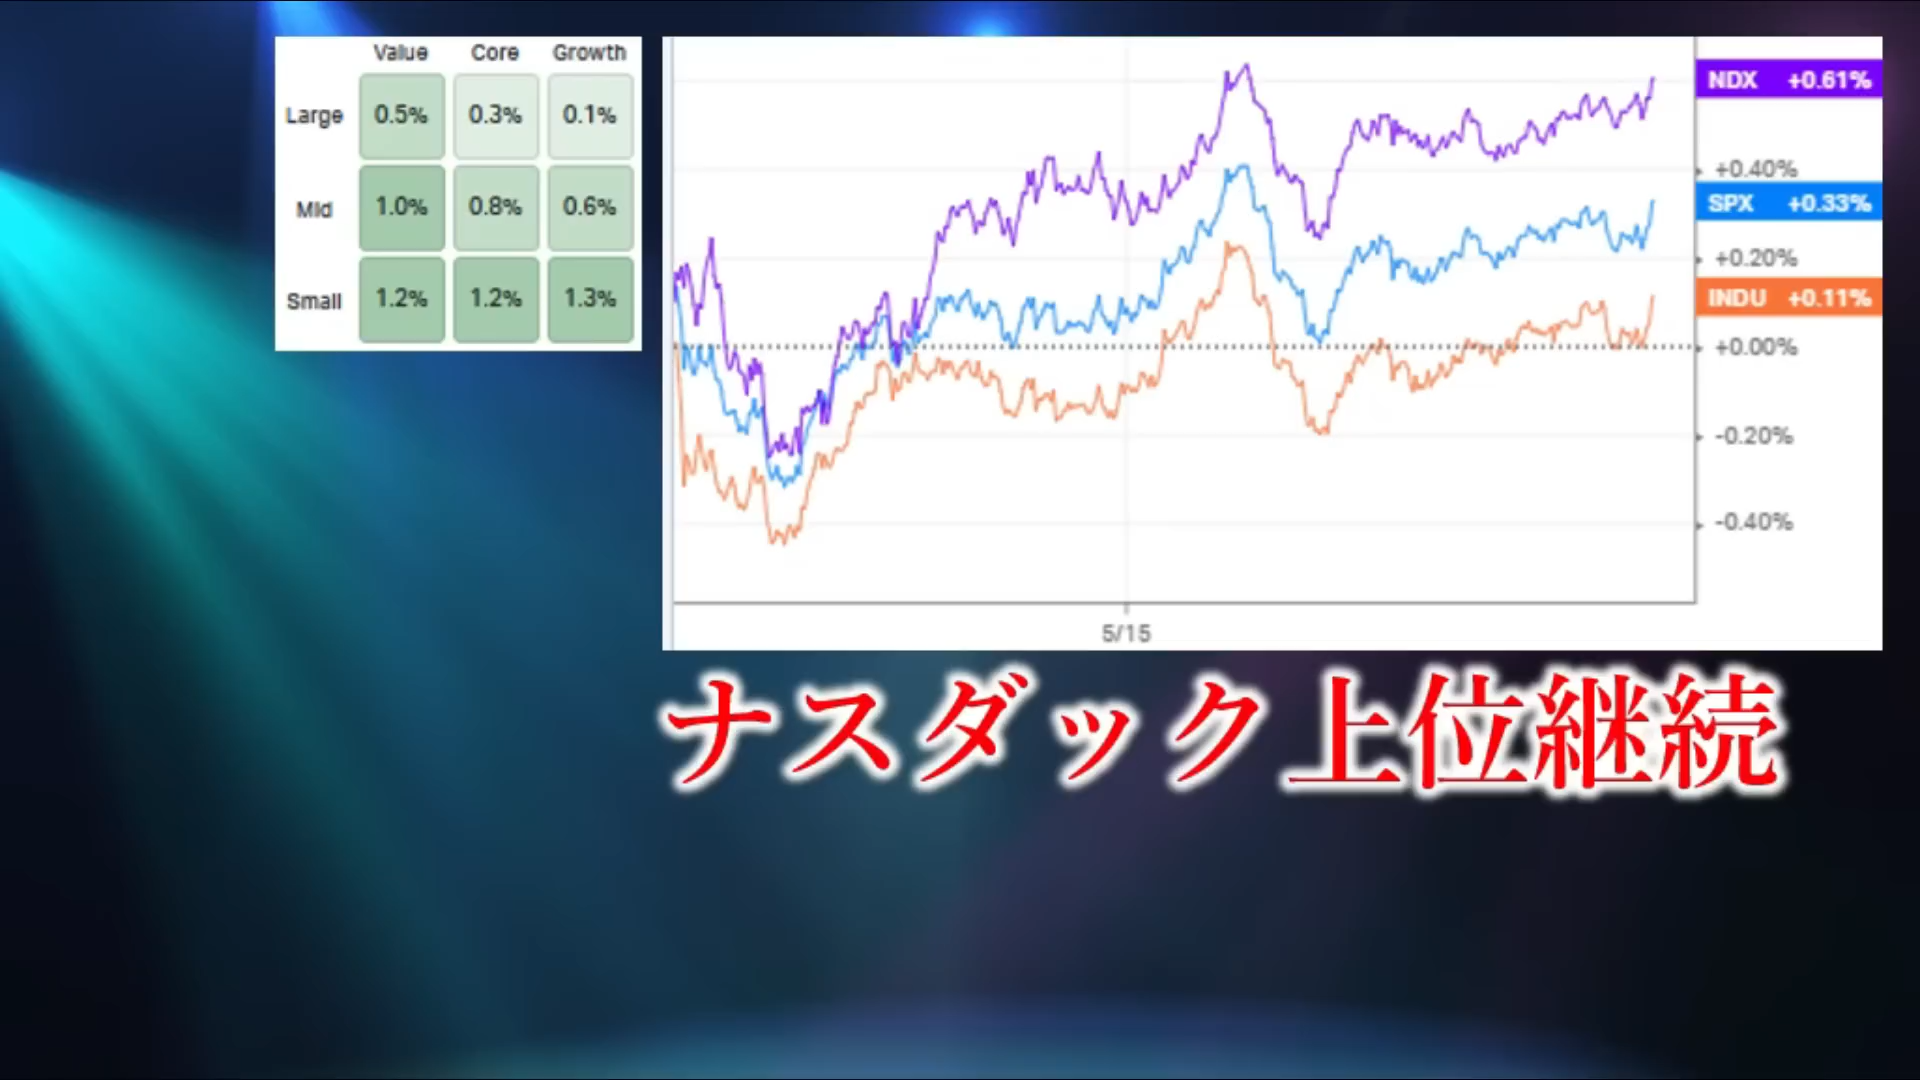 Value Core Growth
Large 0.5% 0.3% 0.1%
Mid 1.0% 0.8% 0.6%
Small 1.2% 1.2% 1.3%
NDX +0.61%
+0.40%
SPX +0.33%
+0.20%
INDU +0.11%
+0.00%
-0.20%
-0.40%
5/15
ナスダック上位継続